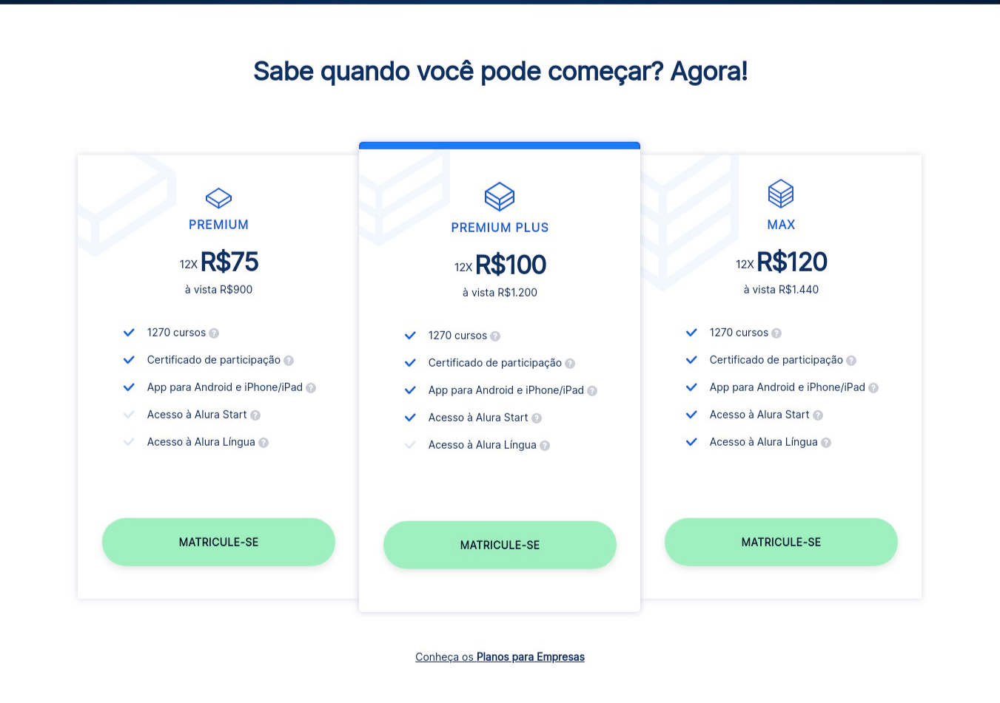 Sabe quando você pode começar? Agora!
PREMIUM
12X R$75
à vista R$900
1270 cursos ?
Certificado de participação ?
App para Android e iPhone/iPad ?
Acesso à Alura Start ?
Acesso à Alura Língua ?
MATRICULE-SE
PREMIUM PLUS
12X R$100
à vista R$1.200
1270 cursos ?
Certificado de participação ?
App para Android e iPhone/iPad ?
Acesso à Alura Start ?
Acesso à Alura Língua ?
MATRICULE-SE
MAX
12X R$120
à vista R$1.440
1270 cursos ?
Certificado de participação ?
App para Android e iPhone/iPad ?
Acesso à Alura Start ?
Acesso à Alura Língua ?
MATRICULE-SE
Conheça os Planos para Empresas